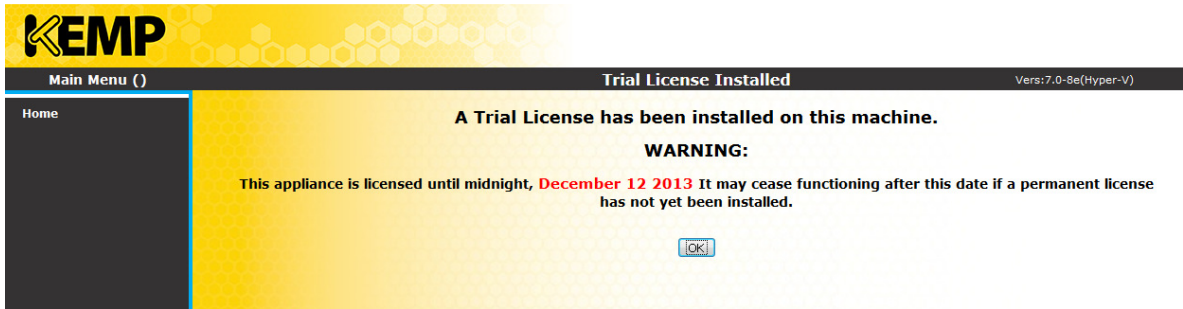 KEMP
Main Menu ()
Trial License Installed
Vers:7.0-8e(Hyper-V)
Home
A Trial License has been installed on this machine.
WARNING:
This appliance is licensed until midnight, December 12 2013 It may cease functioning after this date if a permanent license
has not yet been installed.
OK